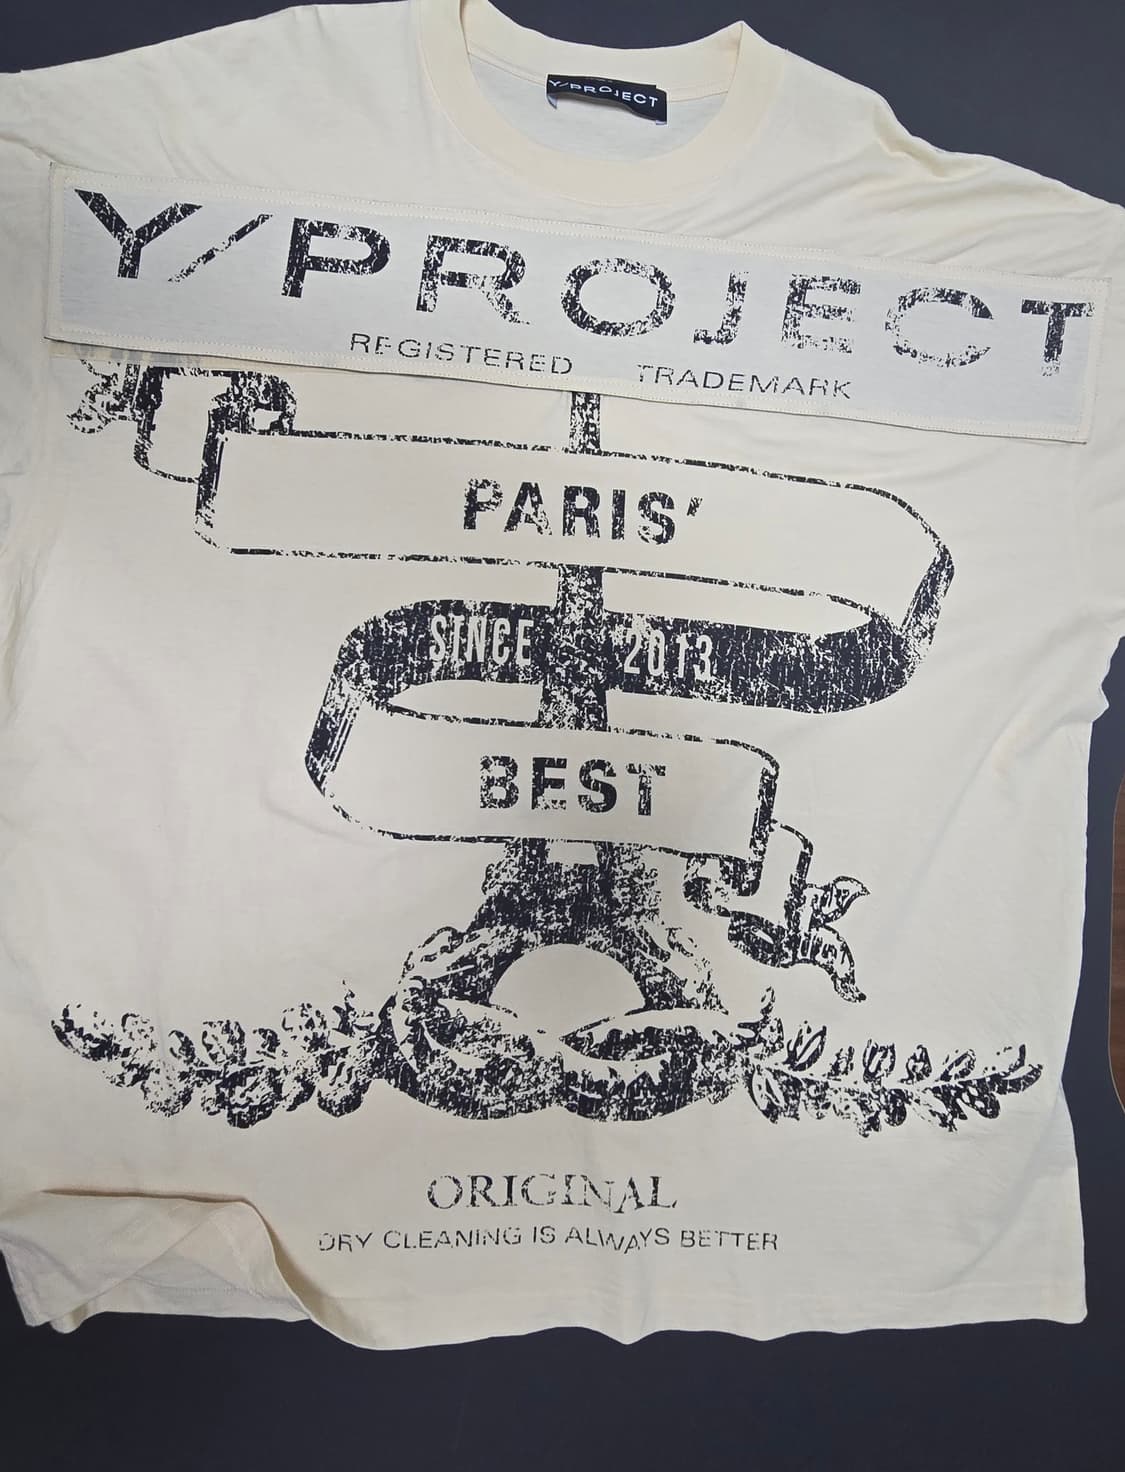 Y/PROJECT
Y/PROJECT
REGISTERED TRADEMARK
PARIS'
SINCE 2013
BEST
ORIGINAL
DRY CLEANING IS ALWAYS BETTER